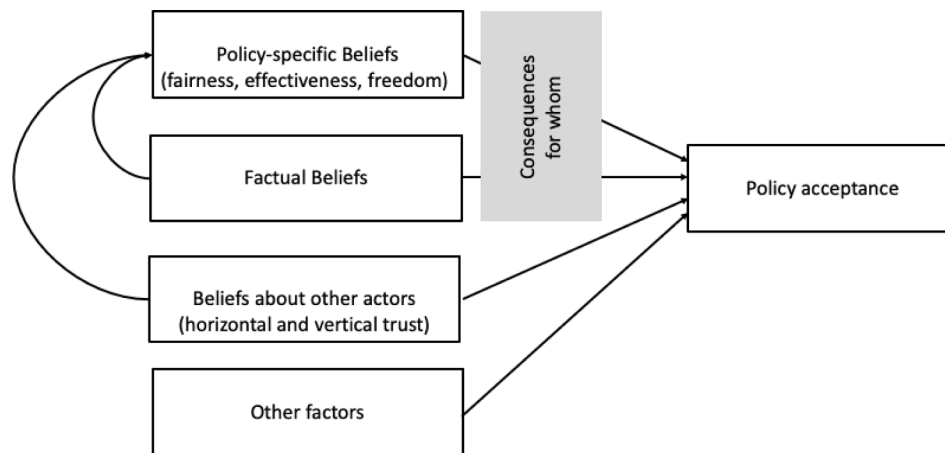 Policy-specific Beliefs
(fairness, effectiveness, freedom)
Consequences
for whom
Factual Beliefs
Policy acceptance
Beliefs about other actors
(horizontal and vertical trust)
Other factors